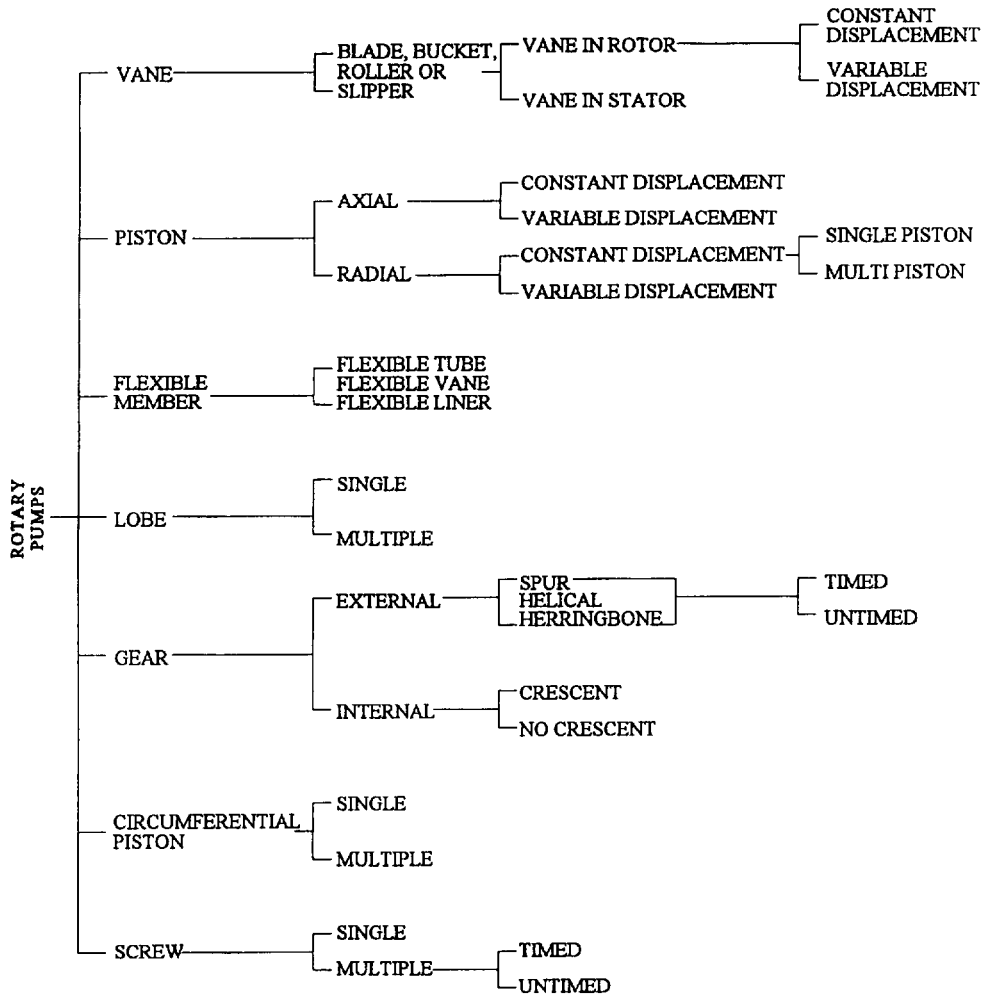 ROTARY
PUMPS
VANE
BLADE, BUCKET,
ROLLER OR
SLIPPER
VANE IN ROTOR
CONSTANT
DISPLACEMENT
VARIABLE
DISPLACEMENT
VANE IN STATOR
PISTON
AXIAL
CONSTANT DISPLACEMENT
VARIABLE DISPLACEMENT
RADIAL
CONSTANT DISPLACEMENT
SINGLE PISTON
MULTI PISTON
VARIABLE DISPLACEMENT
FLEXIBLE
MEMBER
FLEXIBLE TUBE
FLEXIBLE VANE
FLEXIBLE LINER
LOBE
SINGLE
MULTIPLE
GEAR
EXTERNAL
SPUR
HELICAL
HERRINGBONE
TIMED
UNTIMED
INTERNAL
CRESCENT
NO CRESCENT
CIRCUMFERENTIAL
PISTON
SINGLE
MULTIPLE
SCREW
SINGLE
MULTIPLE
TIMED
UNTIMED